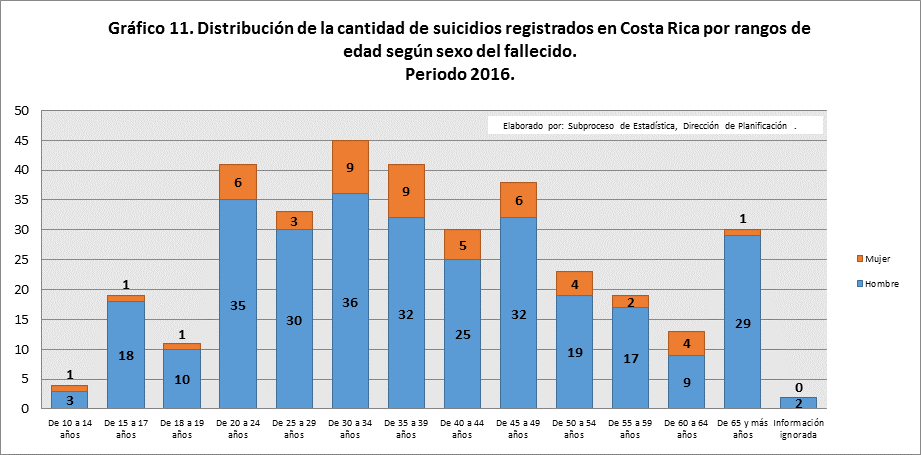 Gráfico 11. Distribución de la cantidad de suicidios registrados en Costa Rica por rangos de
edad según sexo del fallecido.
Periodo 2016.
Elaborado por: Subproceso de Estadística, Dirección de Planificación .
50
45
40
35
30
25
20
15
10
5
0
1
3
1
18
1
10
6
35
3
30
9
36
9
32
5
25
6
32
4
19
2
17
4
9
1
29
0
2
Mujer
Hombre
De 10 a 14
años
De 15 a 17
años
De 18 a 19
años
De 20 a 24
años
De 25 a 29
años
De 30 a 34
años
De 35 a 39
años
De 40 a 44
años
De 45 a 49
años
De 50 a 54
años
De 55 a 59
años
De 60 a 64
años
De 65 y más
años
Información
ignorada